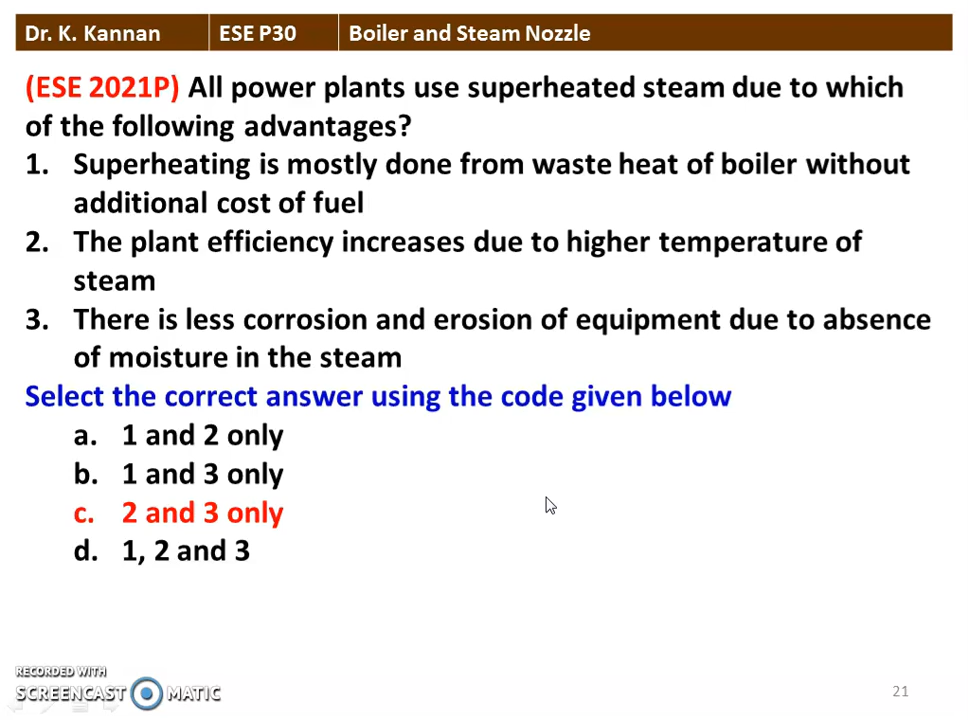 Dr. K. Kannan ESE P30 Boiler and Steam Nozzle
(ESE 2021P) All power plants use superheated steam due to which
of the following advantages?
1. Superheating is mostly done from waste heat of boiler without
additional cost of fuel
2. The plant efficiency increases due to higher temperature of
steam
3. There is less corrosion and erosion of equipment due to absence
of moisture in the steam
Select the correct answer using the code given below
a. 1 and 2 only
b. 1 and 3 only
c. 2 and 3 only
d. 1, 2 and 3
RECORDED WITH
SCREENCAST MATIC
21